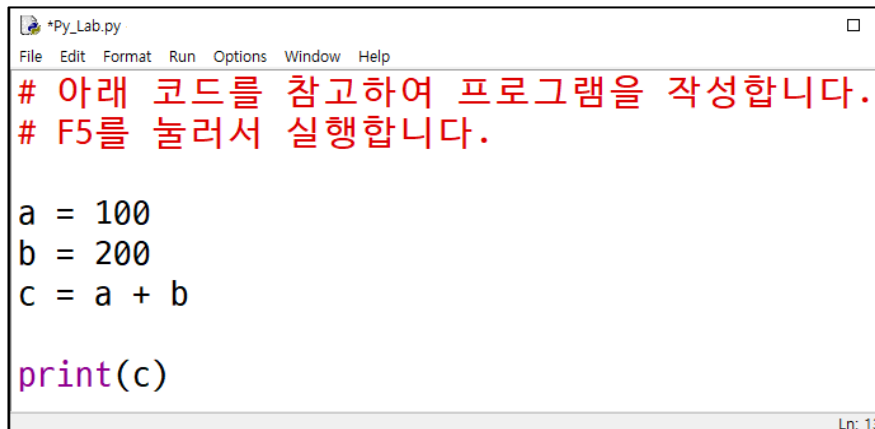 *Py_Lab.py
File Edit Format Run Options Window Help
# 아래 코드를 참고하여 프로그램을 작성합니다.
# F5를 눌러서 실행합니다.
a = 100
b = 200
c = a + b
print(c)
Ln: 13